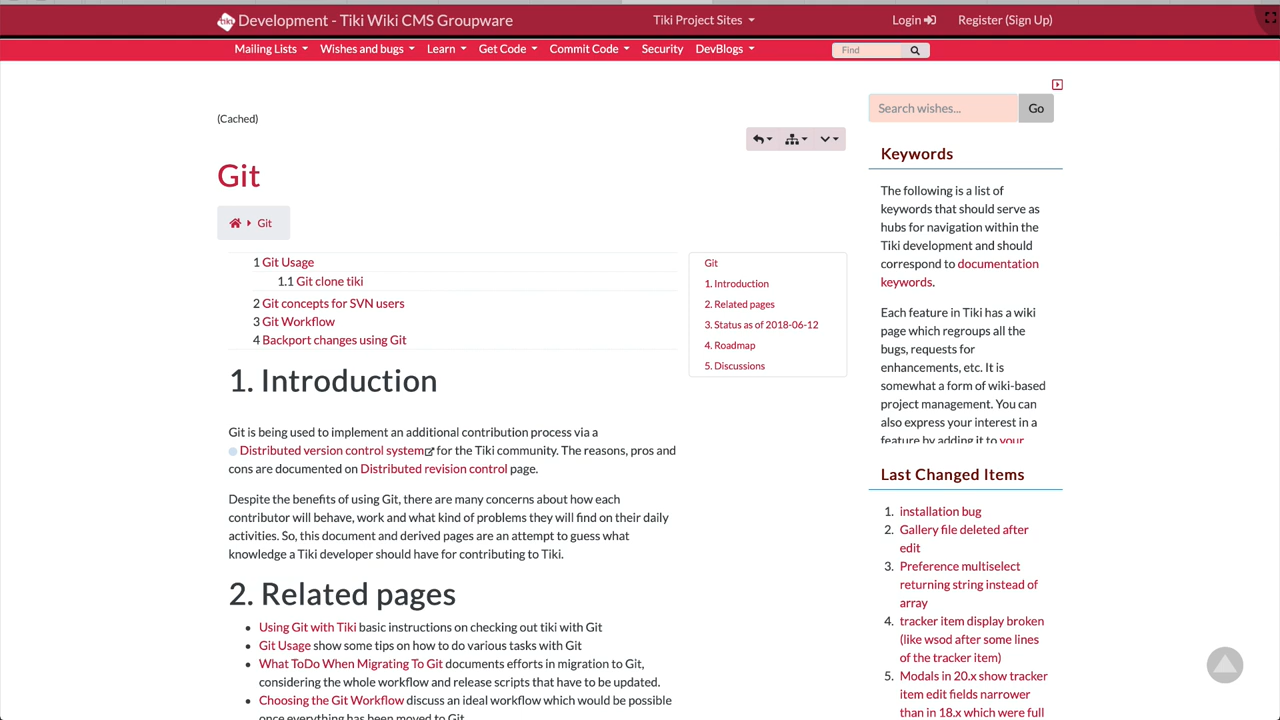 Development - Tiki Wiki CMS Groupware
Tiki Project Sites
Login
Register (Sign Up)
Mailing Lists
Wishes and bugs
Learn
Get Code
Commit Code
Security
DevBlogs
Find
(Cached)
Git
Git
1 Git Usage
1.1 Git clone tiki
2 Git concepts for SVN users
3 Git Workflow
4 Backport changes using Git
Git
1. Introduction
2. Related pages
3. Status as of 2018-06-12
4. Roadmap
5. Discussions
1. Introduction
Git is being used to implement an additional contribution process via a
Distributed version control system for the Tiki community. The reasons, pros and
cons are documented on Distributed revision control page.
Despite the benefits of using Git, there are many concerns about how each
contributor will behave, work and what kind of problems they will find on their daily
activities. So, this document and derived pages are an attempt to guess what
knowledge a Tiki developer should have for contributing to Tiki.
2. Related pages
Using Git with Tiki basic instructions on checking out tiki with Git
Git Usage show some tips on how to do various tasks with Git
What ToDo When Migrating To Git documents efforts in migration to Git,
considering the whole workflow and release scripts that have to be updated.
Choosing the Git Workflow discuss an ideal workflow which would be possible
once everything has been moved to Git
Search wishes...
Go
Keywords
The following is a list of
keywords that should serve as
hubs for navigation within the
Tiki development and should
correspond to documentation
keywords.
Each feature in Tiki has a wiki
page which regroups all the
bugs, requests for
enhancements, etc. It is
somewhat a form of wiki-based
project management. You can
also express your interest in a
feature by adding it to your
Last Changed Items
1. installation bug
2. Gallery file deleted after
edit
3. Preference multiselect
returning string instead of
array
4. tracker item display broken
(like wsod after some lines
of the tracker item)
5. Modals in 20.x show tracker
item edit fields narrower
than in 18.x which were full